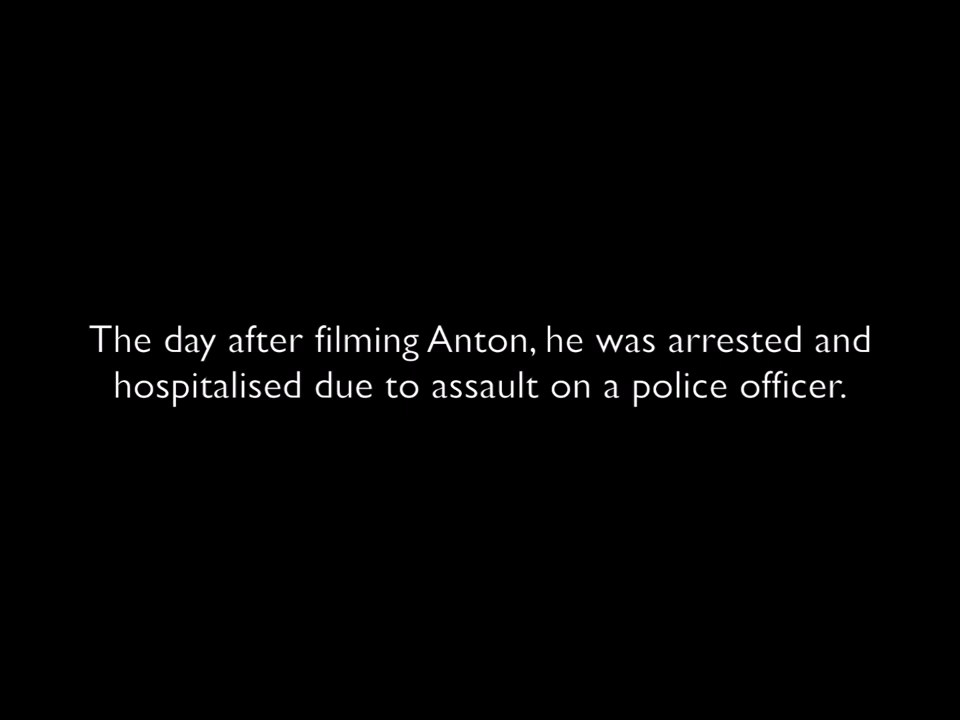 The day after filming Anton, he was arrested and
hospitalised due to assault on a police officer.